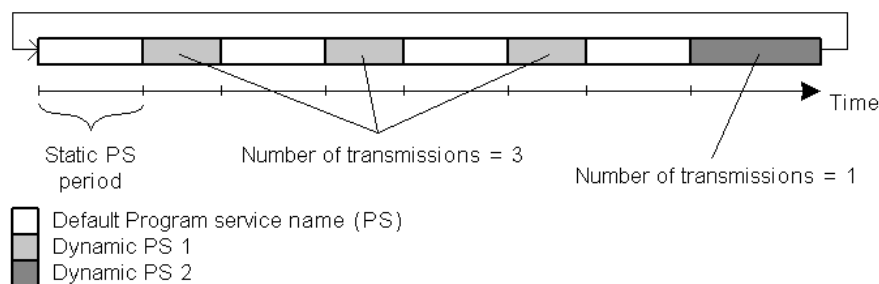 Time
Static PS
period
Number of transmissions = 3
Number of transmissions = 1
Default Program service name (PS)
Dynamic PS 1
Dynamic PS 2